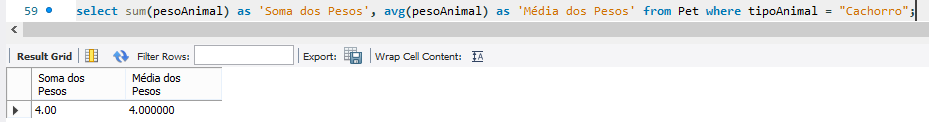 59 select sum(pesoAnimal) as 'Soma dos Pesos', avg(pesoAnimal) as 'Média dos Pesos' from Pet where tipoAnimal = "Cachorro";
Result Grid Filter Rows: Export: Wrap Cell Content:
Soma dos Pesos Média dos Pesos
4.00 4.000000